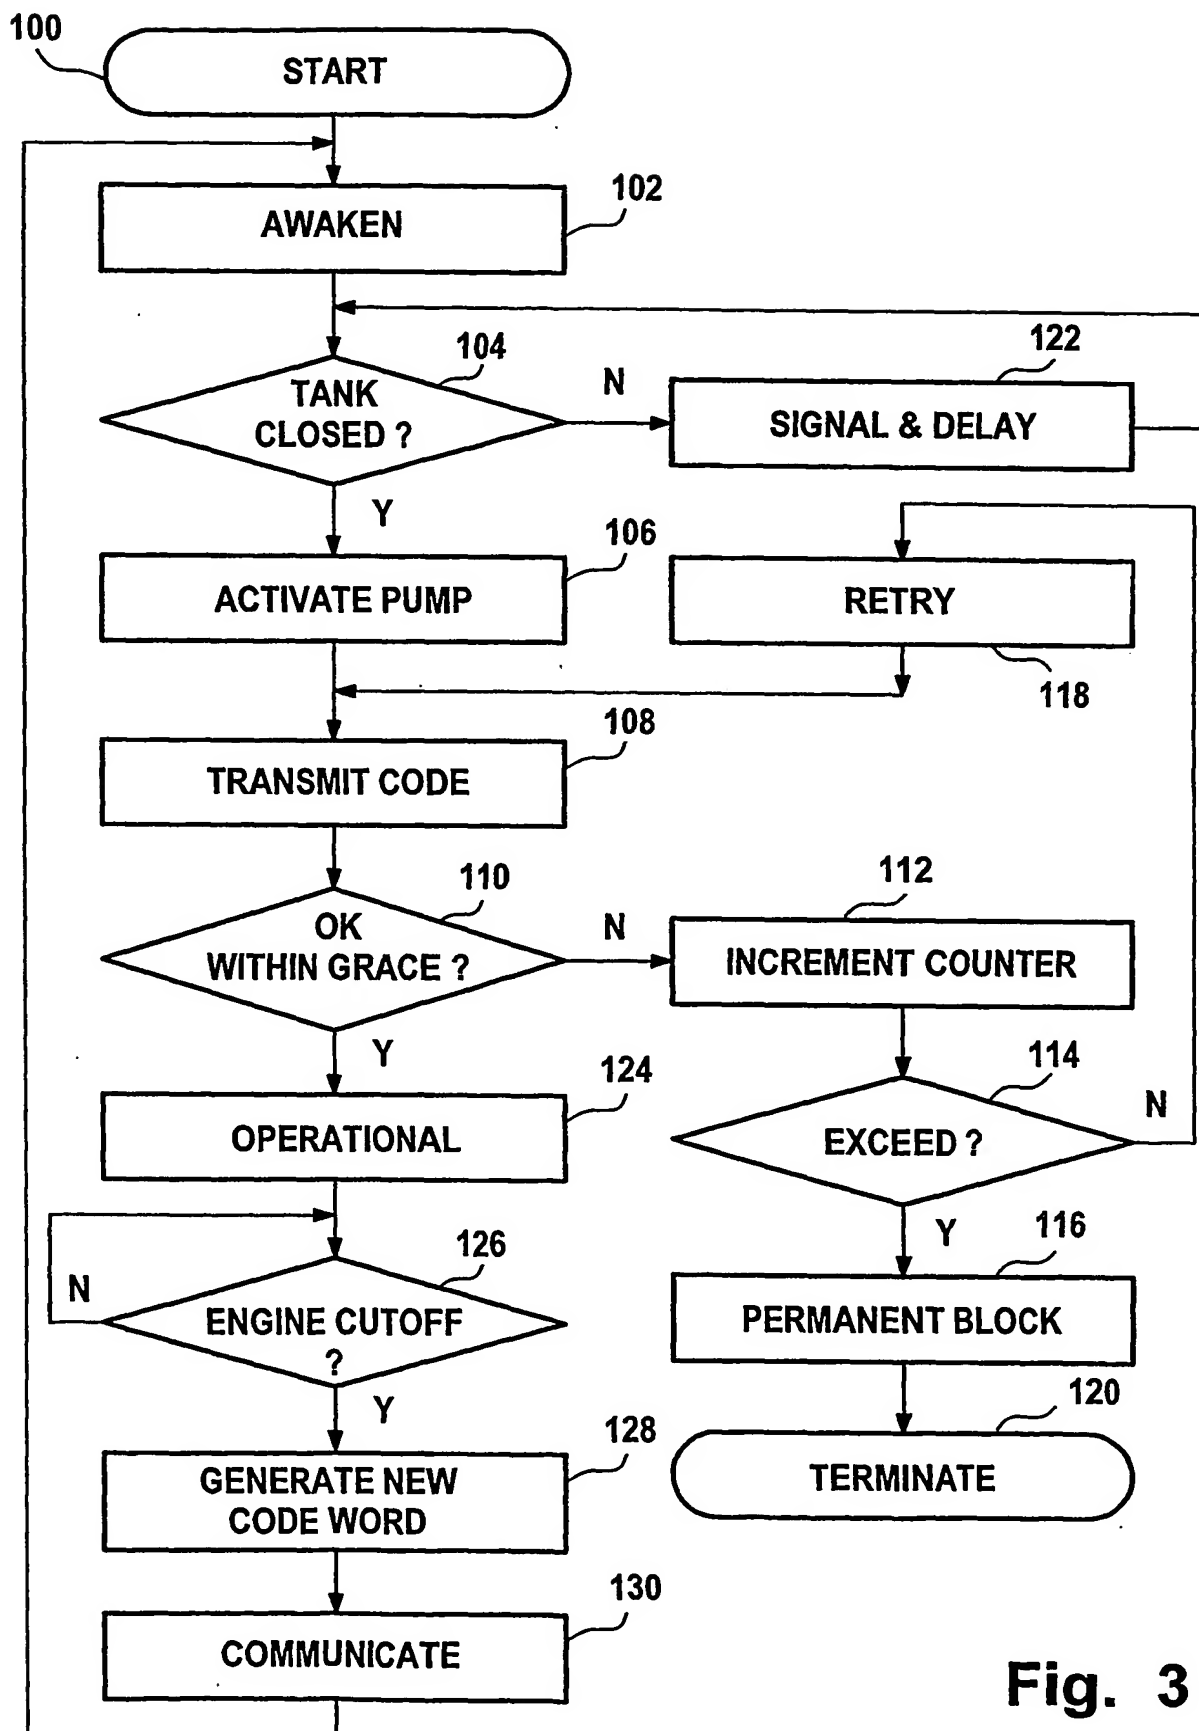 100
START
102
AWAKEN
104
TANK
CLOSED ?
N
122
SIGNAL & DELAY
Y
106
ACTIVATE PUMP
RETRY
118
108
TRANSMIT CODE
110
OK
WITHIN GRACE ?
N
112
INCREMENT COUNTER
Y
124
OPERATIONAL
114
EXCEED ?
N
126
N
ENGINE CUTOFF
?
Y
116
PERMANENT BLOCK
Y
128
GENERATE NEW
CODE WORD
120
TERMINATE
130
COMMUNICATE
Fig. 3